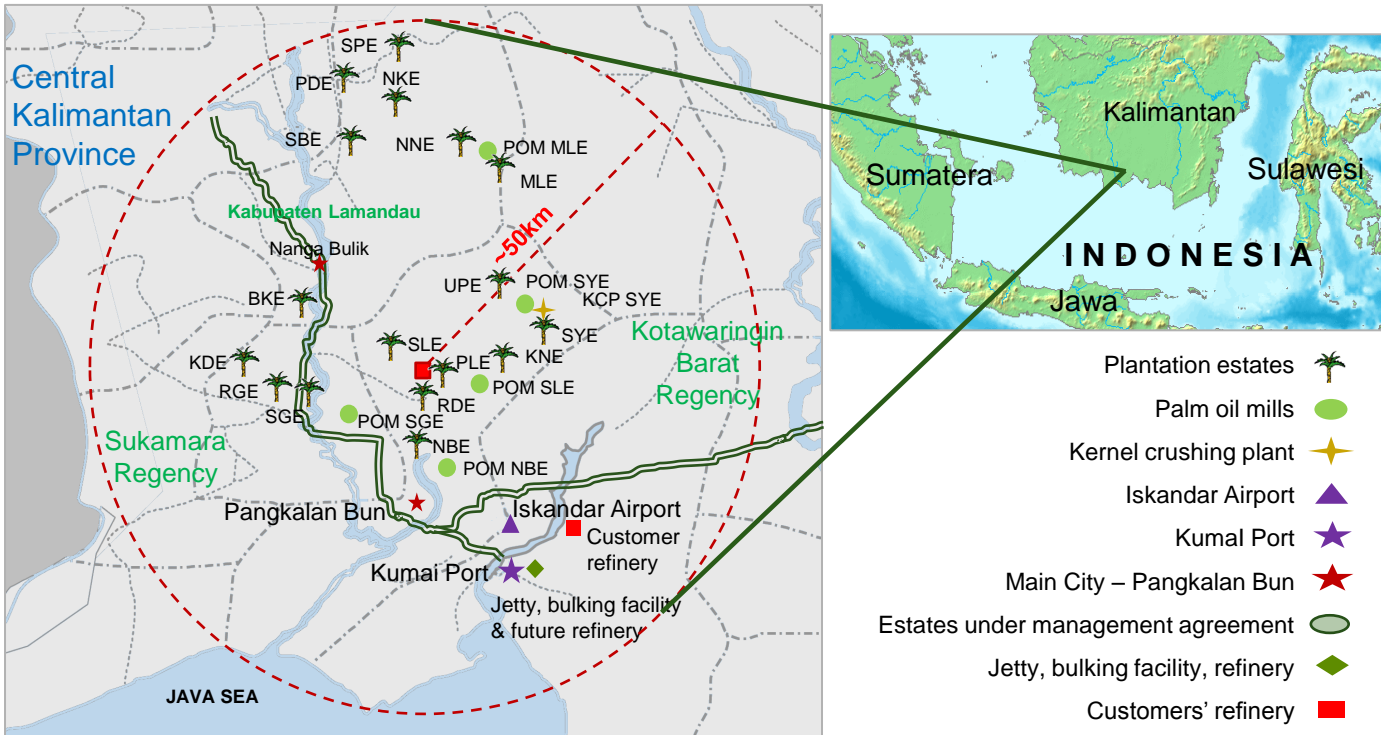 Central
Kalimantan
Province
SPE
PDE
NKE
SBE
NNE
POM MLE
MLE
Kabupaten Lamandau
~50km
Nanga Bulik
UPE
POM SYE
KCP SYE
BKE
SYE
Kotawaringin
Barat
Regency
SLE
KDE
PLE
KNE
RGE
POM SLE
SGE
RDE
POM SGE
Sukamara
Regency
NBE
POM NBE
Pangkalan Bun
Iskandar Airport
Customer
refinery
Kumai Port
Jetty, bulking facility
& future refinery
JAVA SEA
Kalimantan
Sumatera
Sulawesi
INDONESIA
Jawa
Plantation estates
Palm oil mills
Kernel crushing plant
Iskandar Airport
KumaI Port
Main City – Pangkalan Bun
Estates under management agreement
Jetty, bulking facility, refinery
Customers' refinery